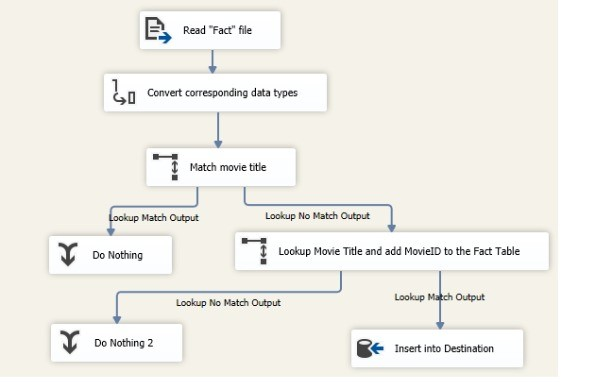 Read "Fact" file
Convert corresponding data types
Match movie title
Lookup Match Output
Lookup No Match Output
Do Nothing
Lookup Movie Title and add MovieID to the Fact Table
Lookup No Match Output
Lookup Match Output
Do Nothing 2
Insert into Destination